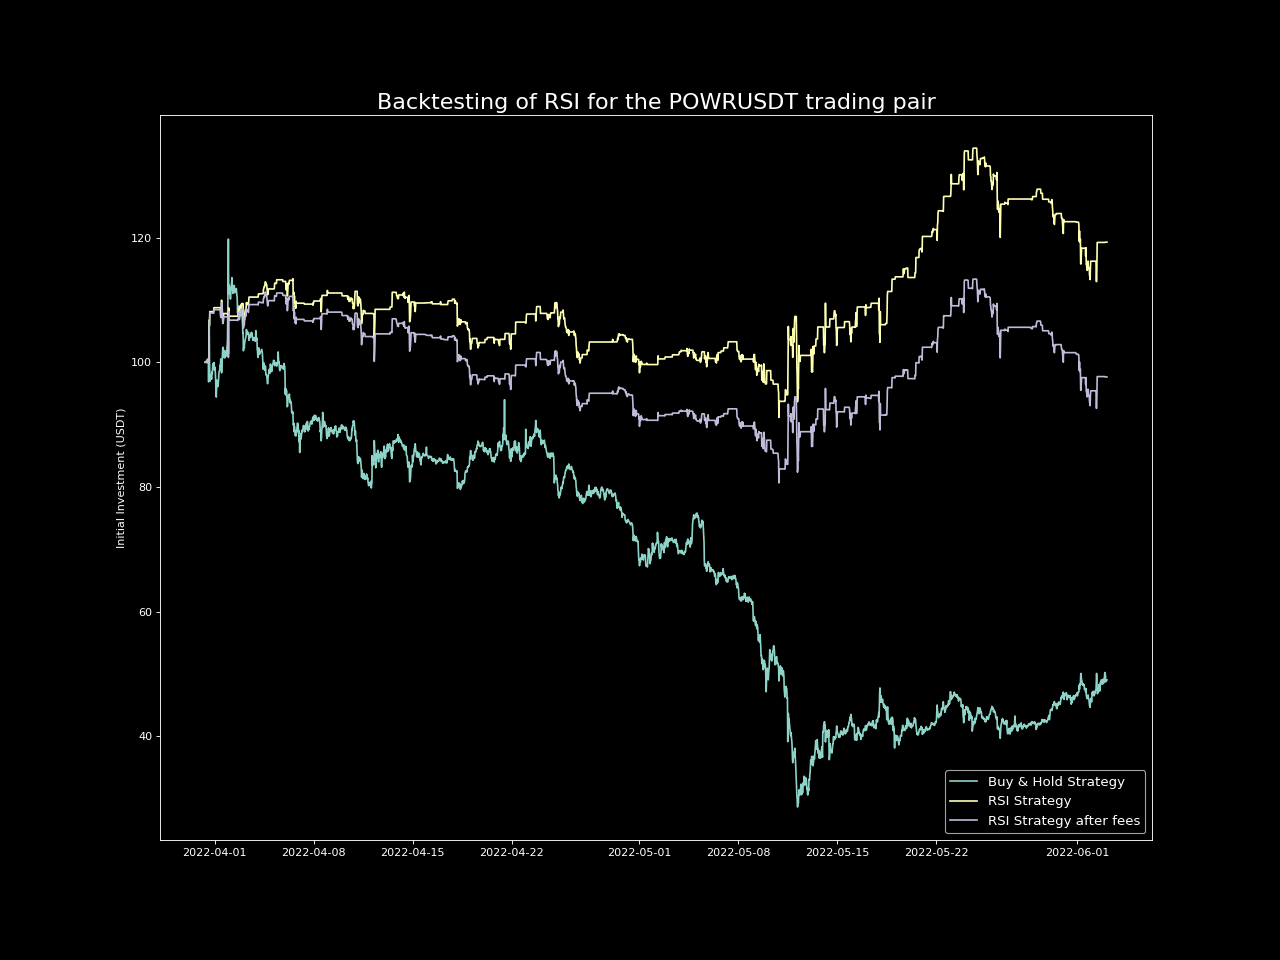 Backtesting of RSI for the POWRUSDT trading pair
Initial Investment (USDT)
120
100
80
60
40
2022-04-01 2022-04-08 2022-04-15 2022-04-22 2022-05-01 2022-05-08 2022-05-15 2022-05-22 2022-06-01
Buy & Hold Strategy
RSI Strategy
RSI Strategy after fees